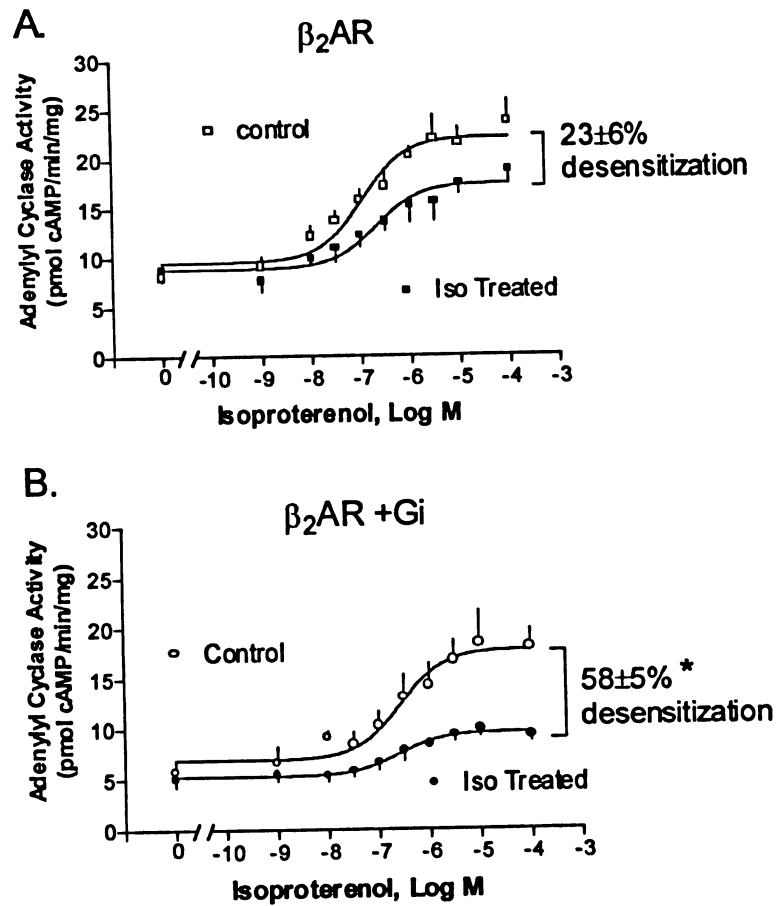 A.
β₂AR
30
25
20
15
10
5
0
Adenylyl Cyclase Activity
(pmol cAMP/min/mg)
control
23±6%
desensitization
Iso Treated
0 -10 -9 -8 -7 -6 -5 -4 -3
Isoproterenol, Log M
B.
β₂AR +Gi
30
25
20
15
10
5
0
Adenylyl Cyclase Activity
(pmol cAMP/min/mg)
Control
58±5% *
desensitization
Iso Treated
0 -10 -9 -8 -7 -6 -5 -4 -3
Isoproterenol, Log M